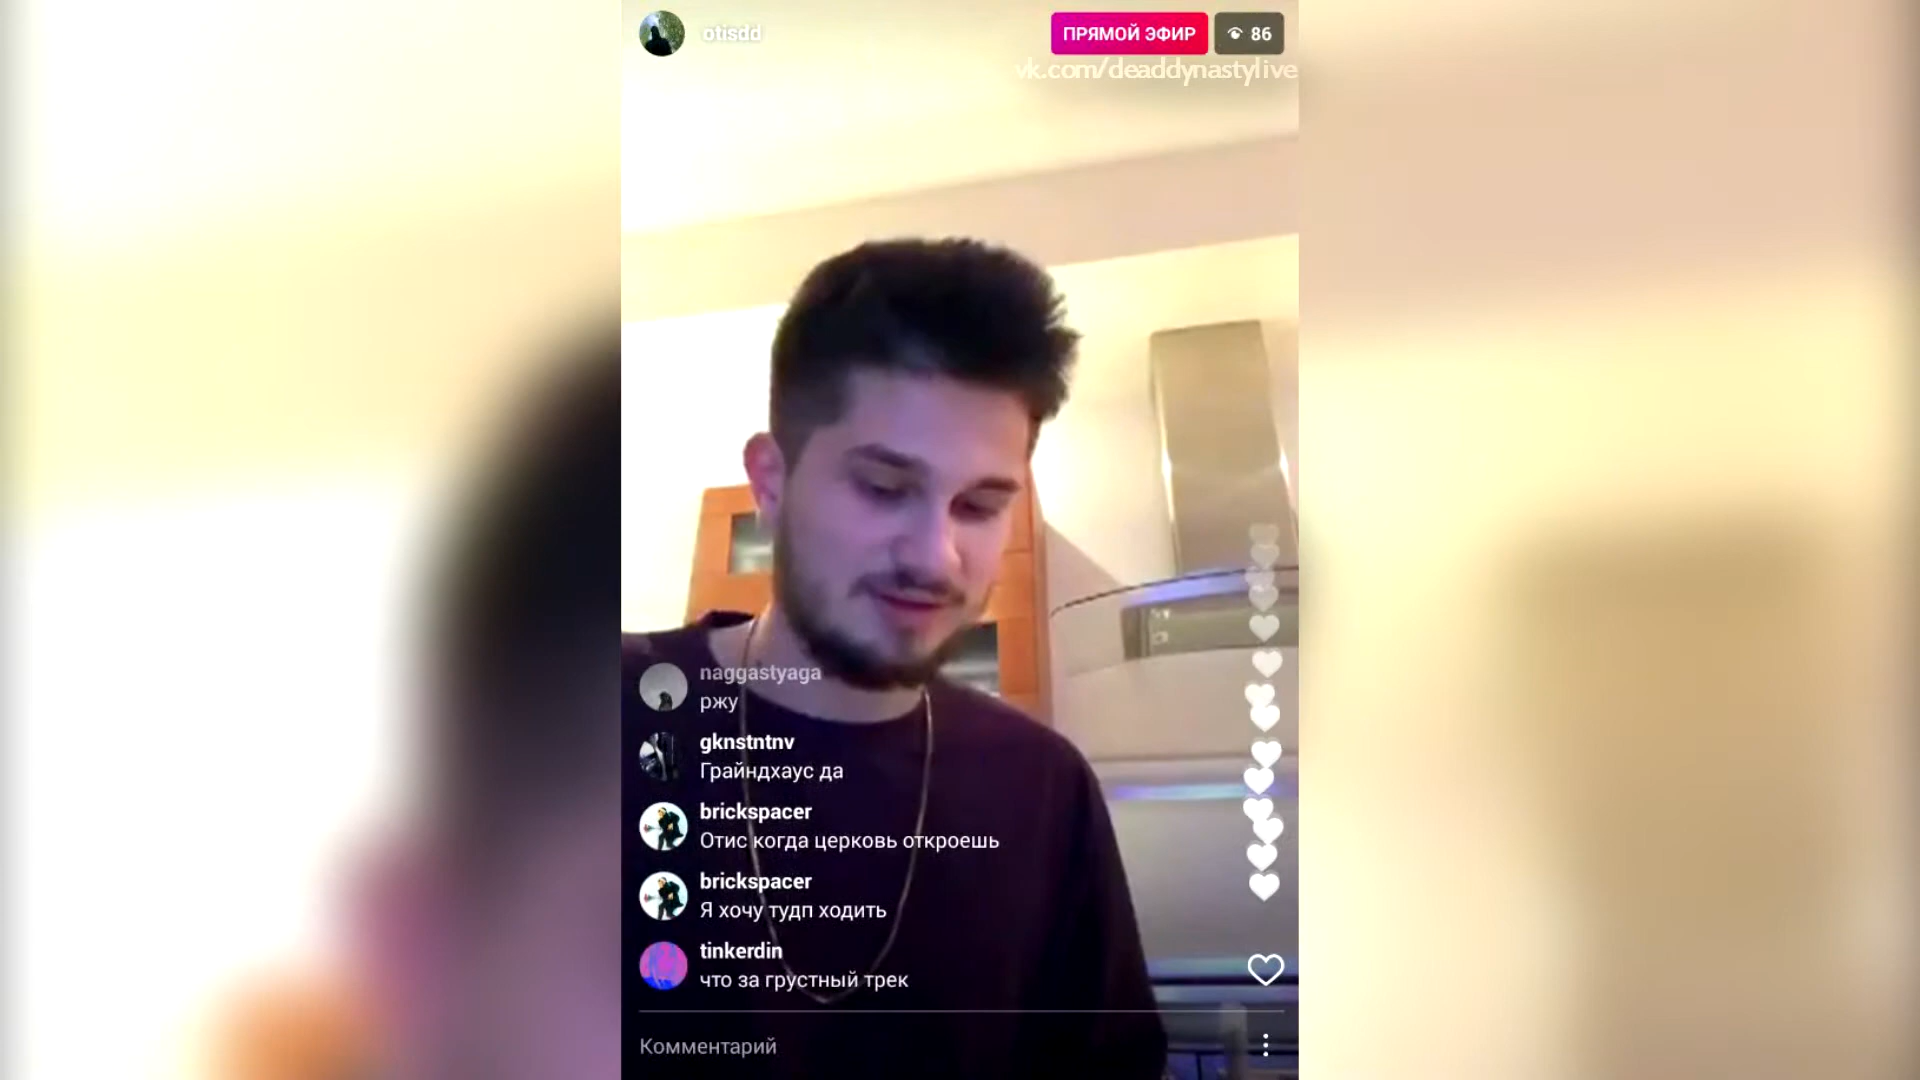 otisdd
ПРЯМОЙ ЭФИР
86
vk.com/deaddynastylive
naggastyaga
ржу
gknstntnv
Грайндхаус да
brickspacer
Отис когда церковь откроешь
brickspacer
Я хочу тудп ходить
tinkerdin
что за грустный трек
Комментарий